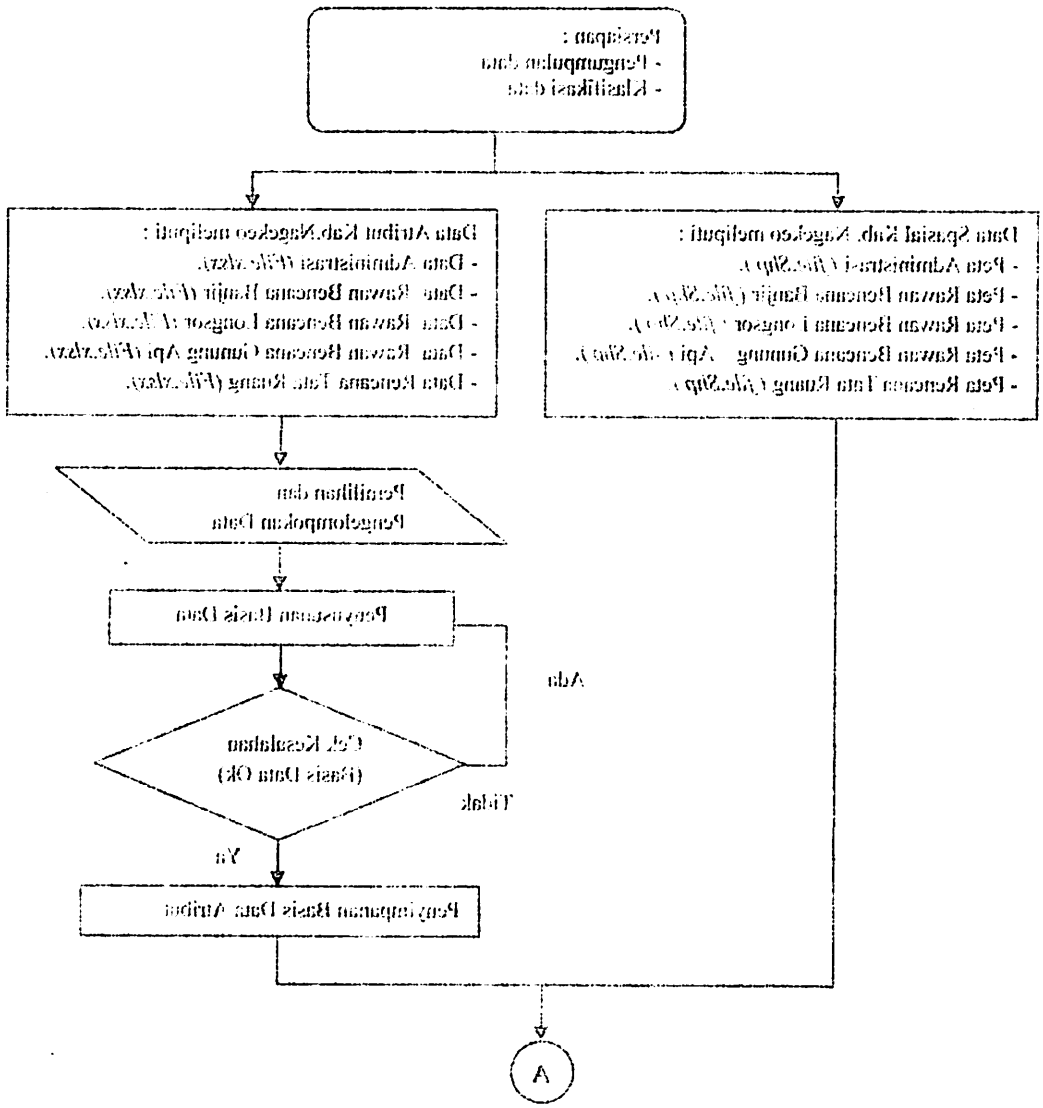 Persiapan :
- Pengumpulan data
- Klasifikasi data
Data Spasial Kab. Nagekeo meliputi :
- Peta Administrasi (file.Shp ).
- Peta Rawan Bencana Banjir (file.Shp ).
- Peta Rawan Bencana Longsor (file.Shp ).
- Peta Rawan Bencana Gunung Api (file.Shp ).
- Peta Rencana Tata Ruang (file.Shp ).
Data Atribut Kab.Nagekeo meliputi :
- Data Administrasi (File.xlsx).
- Data Rawan Bencana Banjir (File.xlsx).
- Data Rawan Bencana Longsor (File.xlsx).
- Data Rawan Bencana Gunung Api (File.xlsx).
- Data Rencana Tata Ruang (File.xlsx).
Pemilihan dan
Pengelompokan Data
Penyusunan Basis Data
Ada
Cek Kesalahan
(Basis Data Ok)
Tidak
Ya
Penyimpanan Basis Data Atribut
A